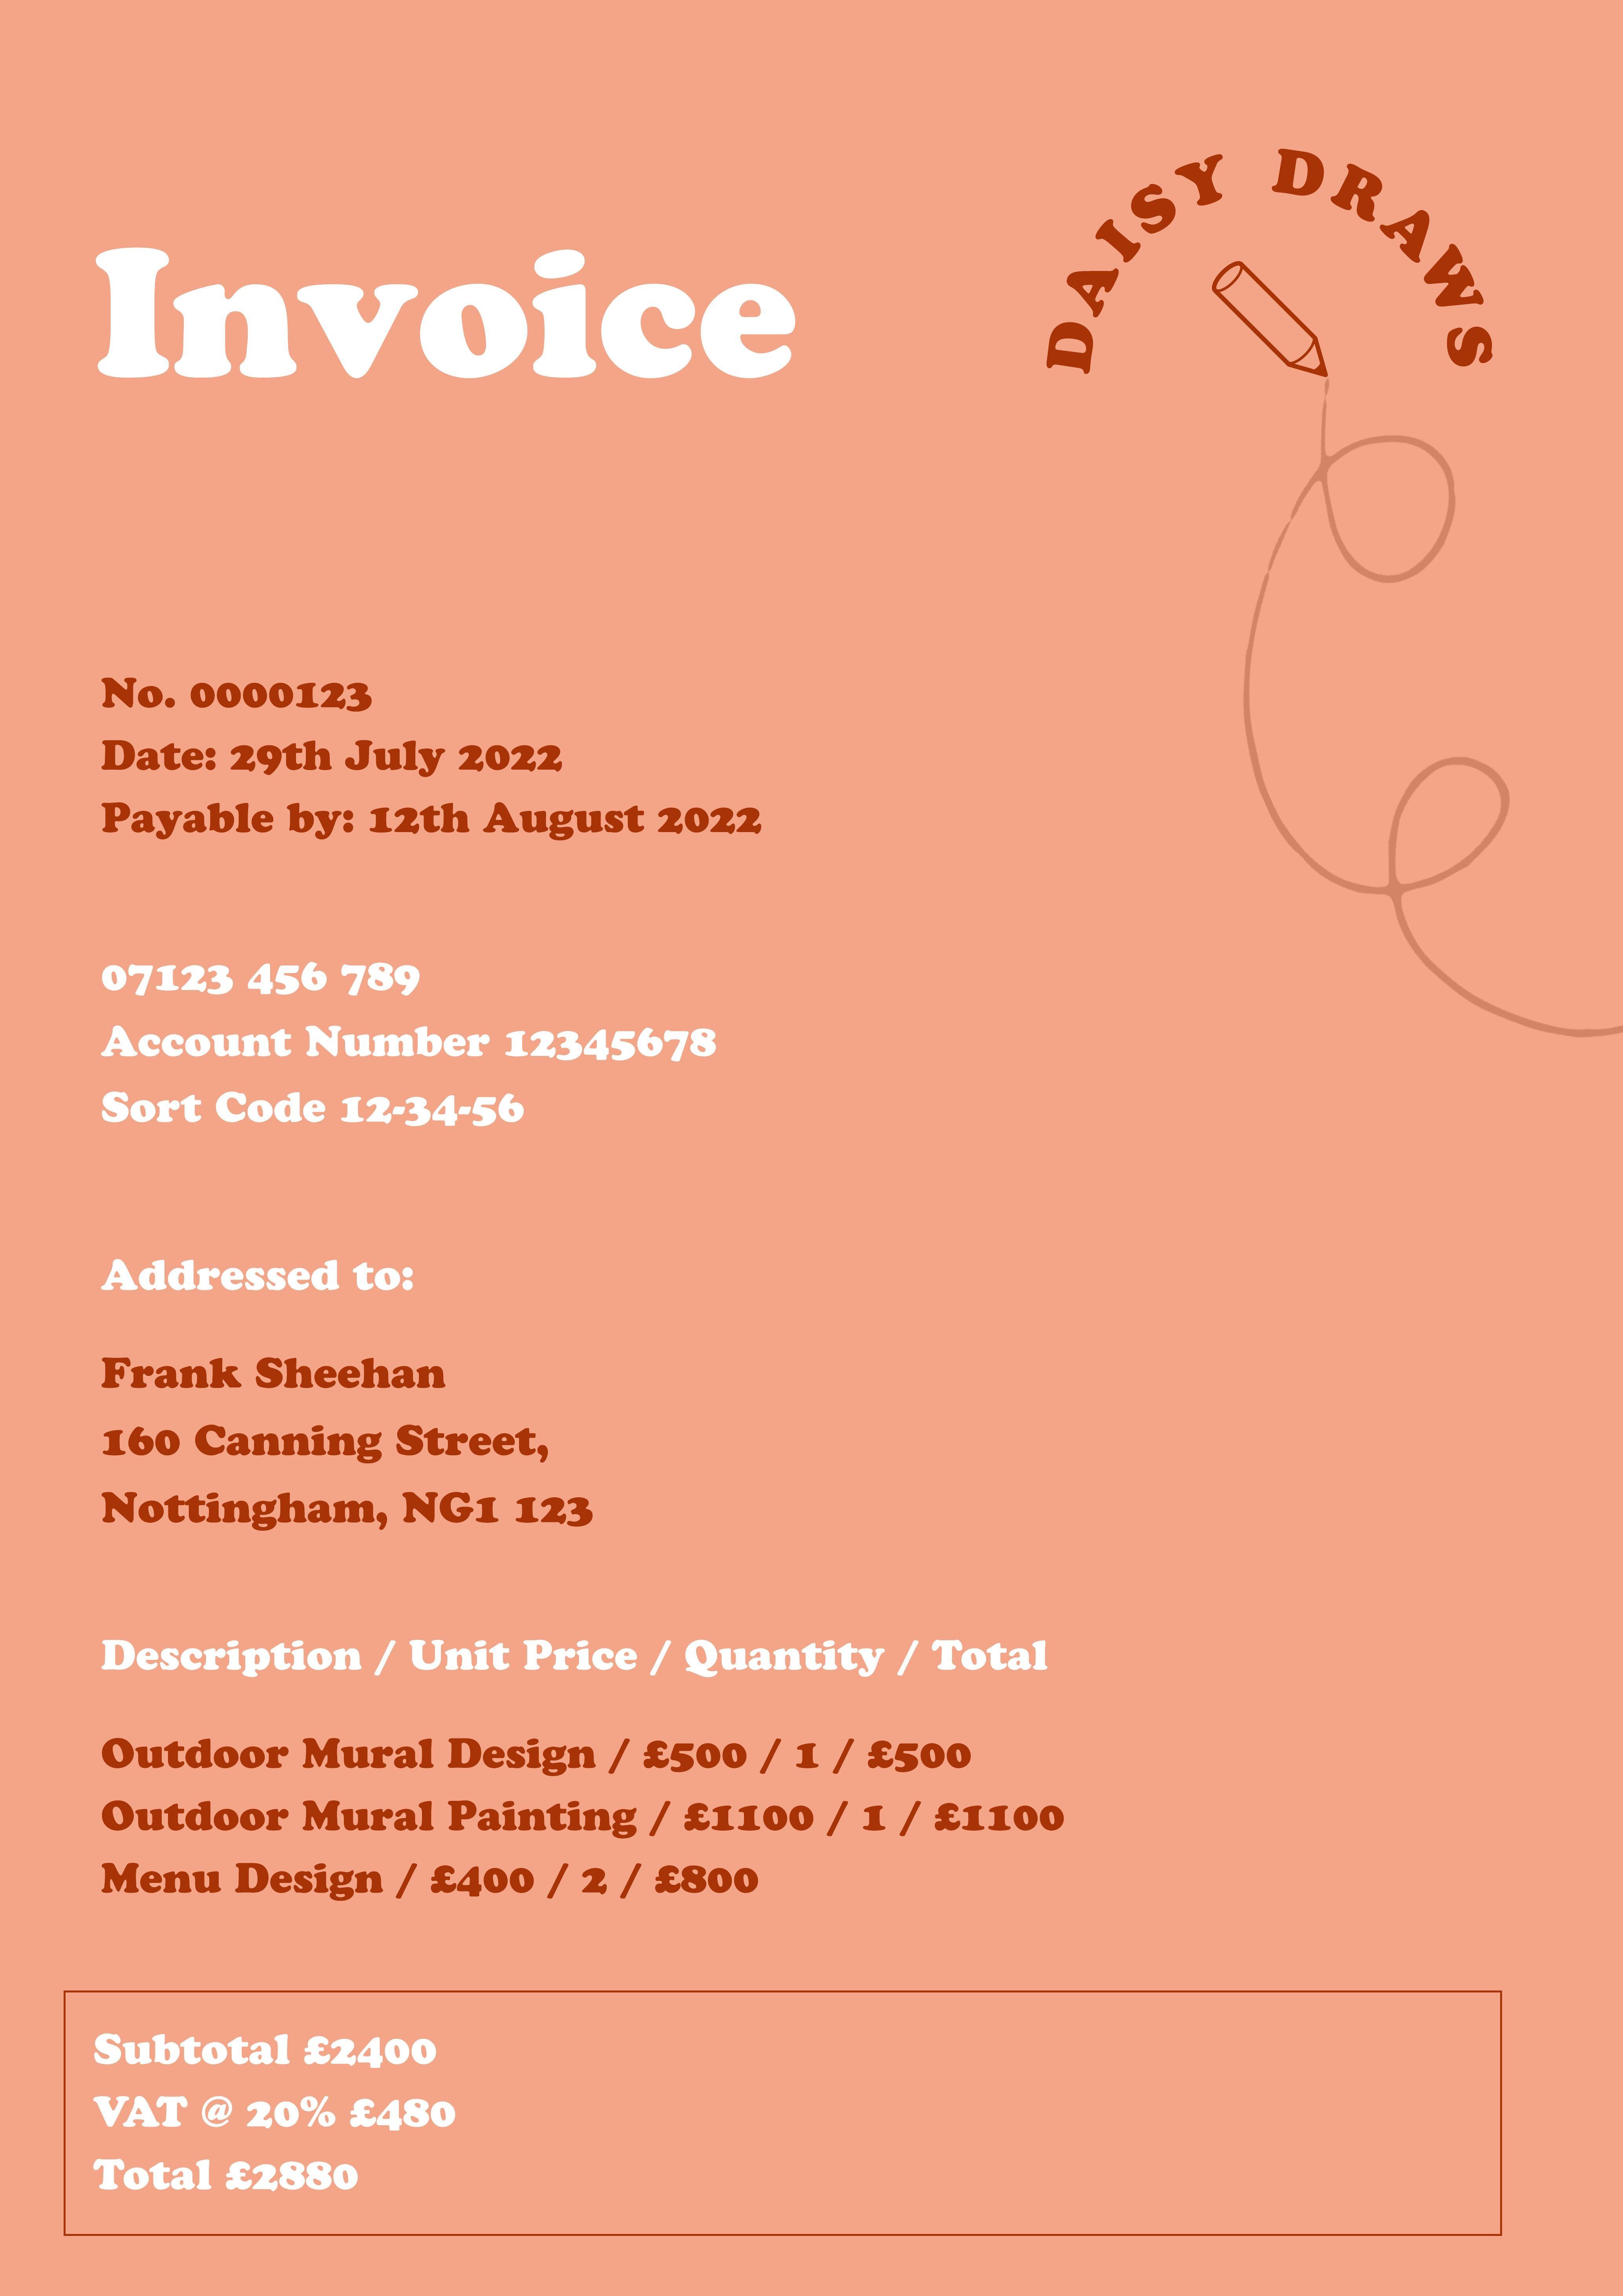 DAISY DRAWS
Invoice
No. 0000123
Date: 29th July 2022
Payable by: 12th August 2022
07123 456 789
Account Number 12345678
Sort Code 12-34-56
Addressed to:
Frank Sheehan
160 Canning Street,
Nottingham, NG1 123
Description / Unit Price / Quantity / Total
Outdoor Mural Design / £500 / 1 / £500
Outdoor Mural Painting / £1100 / 1 / £1100
Menu Design / £400 / 2 / £800
Subtotal £2400
VAT @ 20% £480
Total £2880